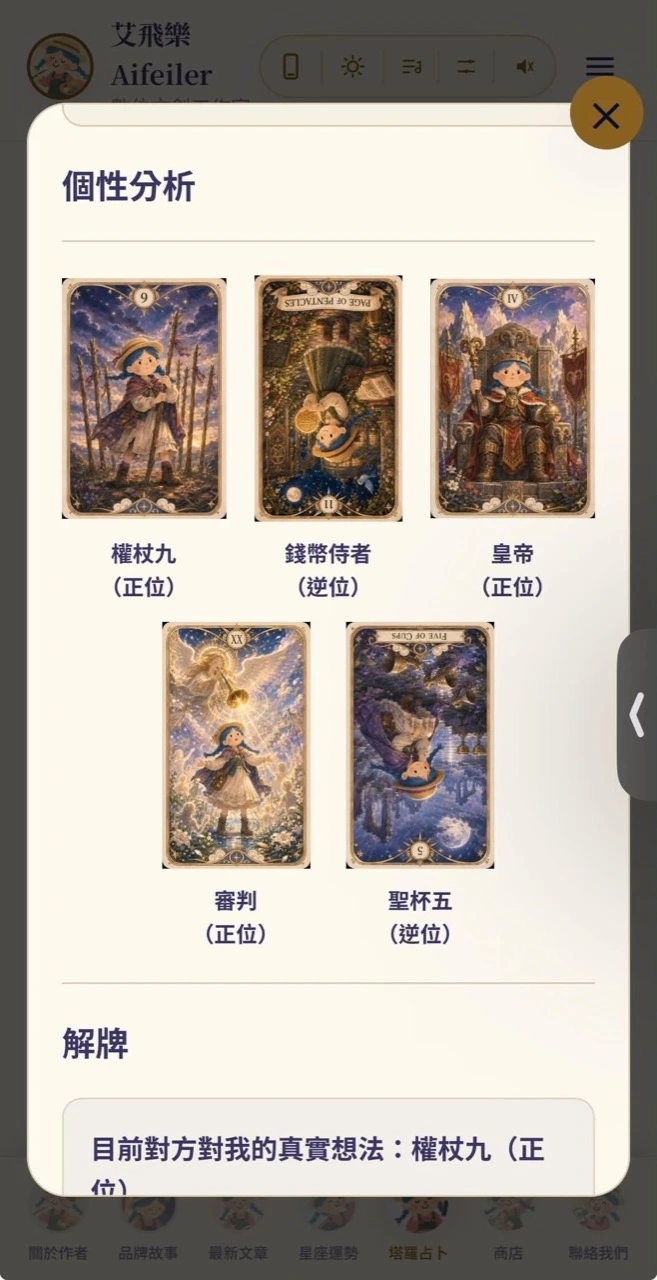 艾飛樂
Aifeiler
個性分析
9
PAGE OF PENTACLES
11
IV
權杖九
（正位）
錢幣侍者
（逆位）
皇帝
（正位）
XX
FIVE OF CUPS
5
審判
（正位）
聖杯五
（逆位）
解牌
目前對方對我的真實想法：權杖九（正
位）
關於作者
品牌故事
最新文章
星座運勢
塔羅占卜
商店
聯絡我們